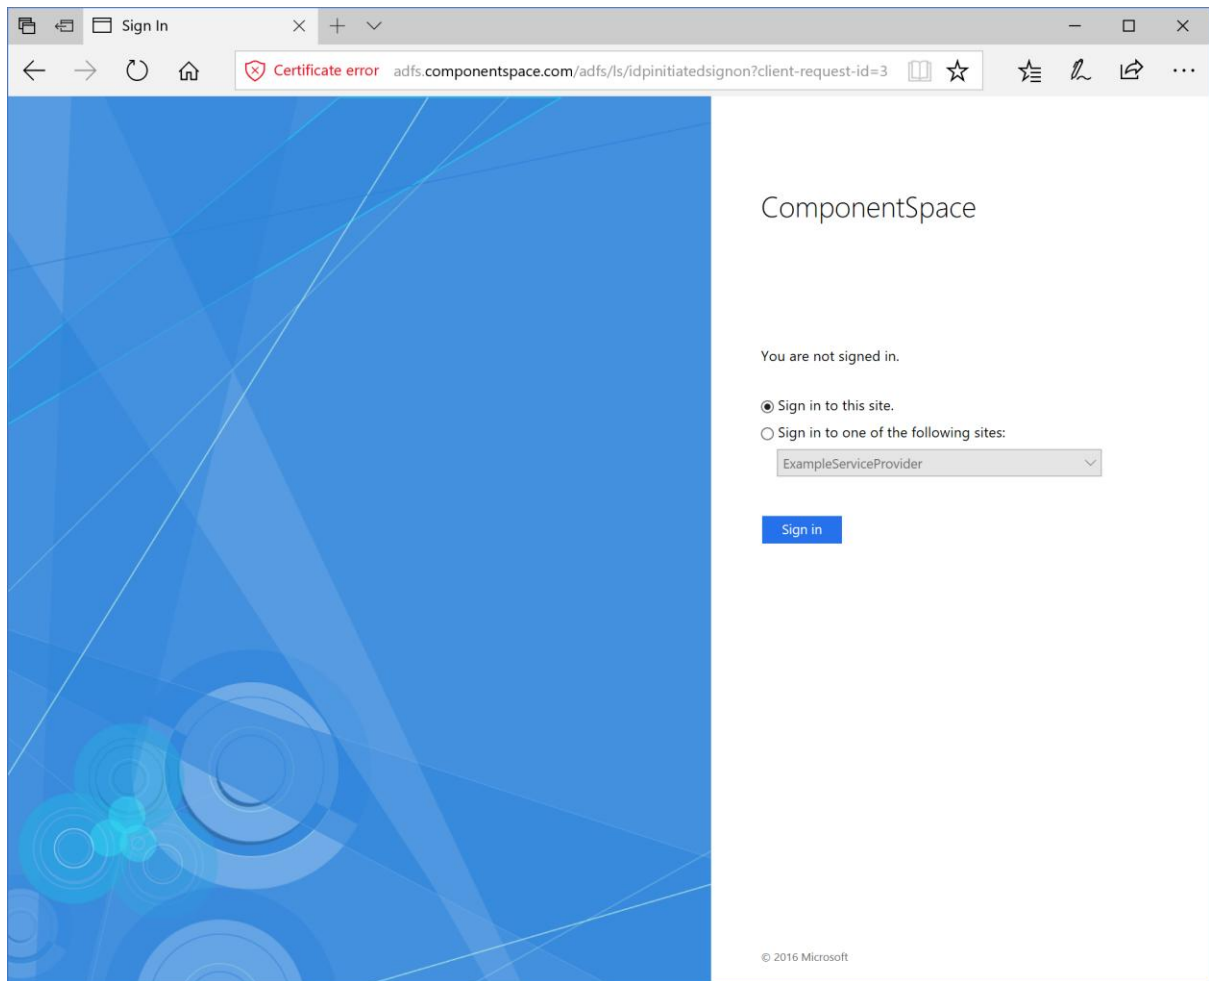 Sign In
Certificate error adfs.componentspace.com/adfs/ls/idpinitiatedsignon?client-request-id=3
ComponentSpace
You are not signed in.
Sign in to this site.
Sign in to one of the following sites:
ExampleServiceProvider
Sign in
© 2016 Microsoft